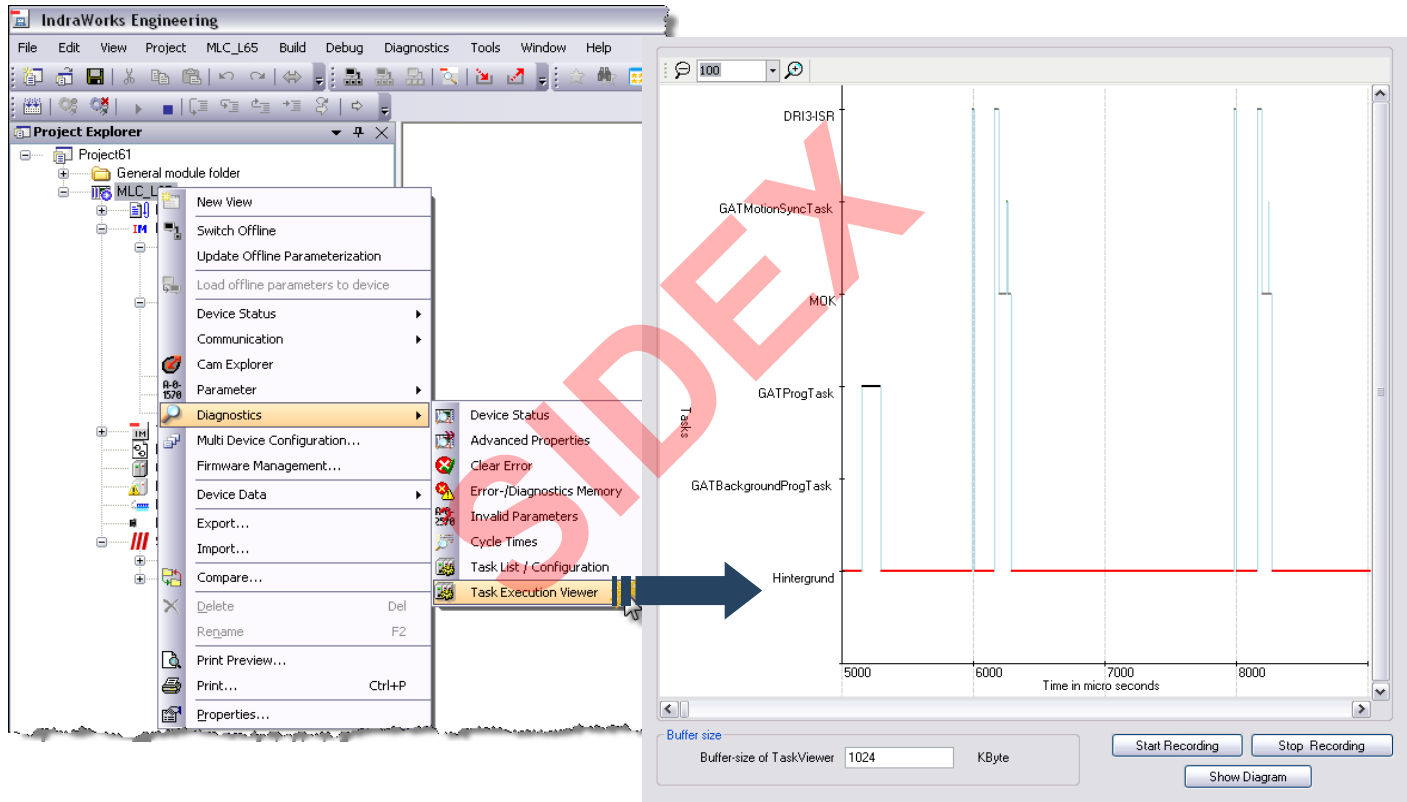 IndraWorks Engineering
File Edit View Project MLC_L65 Build Debug Diagnostics Tools Window Help
Project Explorer
Project61
General module folder
MLC_L65
IM
IM
New View
Switch Offline
Update Offline Parameterization
Load offline parameters to device
Device Status
Communication
Cam Explorer
A-0-
1570
Parameter
Diagnostics
Multi Device Configuration...
Firmware Management...
Device Data
Export...
Import...
Compare...
Delete Del
Rename F2
Print Preview...
Print... Ctrl+P
Properties...
Device Status
Advanced Properties
Clear Error
Error-/Diagnostics Memory
Invalid Parameters
Cycle Times
Task List / Configuration
Task Execution Viewer
100
DRI3-ISR
GATMotionSyncTask
MOK
GATProgTask
Tasks
GATBackgroundProgTask
Hintergrund
5000 6000 7000 8000
Time in micro seconds
Buffer size
Buffer-size of TaskViewer 1024 KByte
Start Recording Stop Recording
Show Diagram
SIDEX